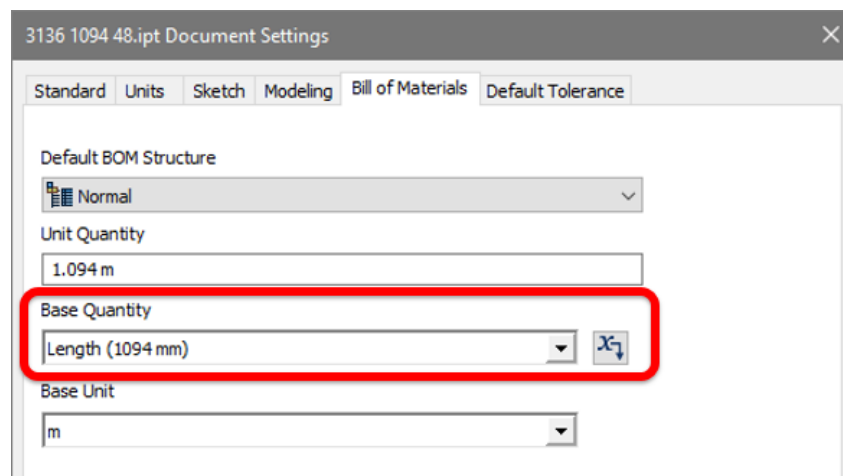 3136 1094 48.ipt Document Settings
Standard Units Sketch Modeling Bill of Materials Default Tolerance
Default BOM Structure
Normal
Unit Quantity
1.094 m
Base Quantity
Length (1094 mm)
Base Unit
m